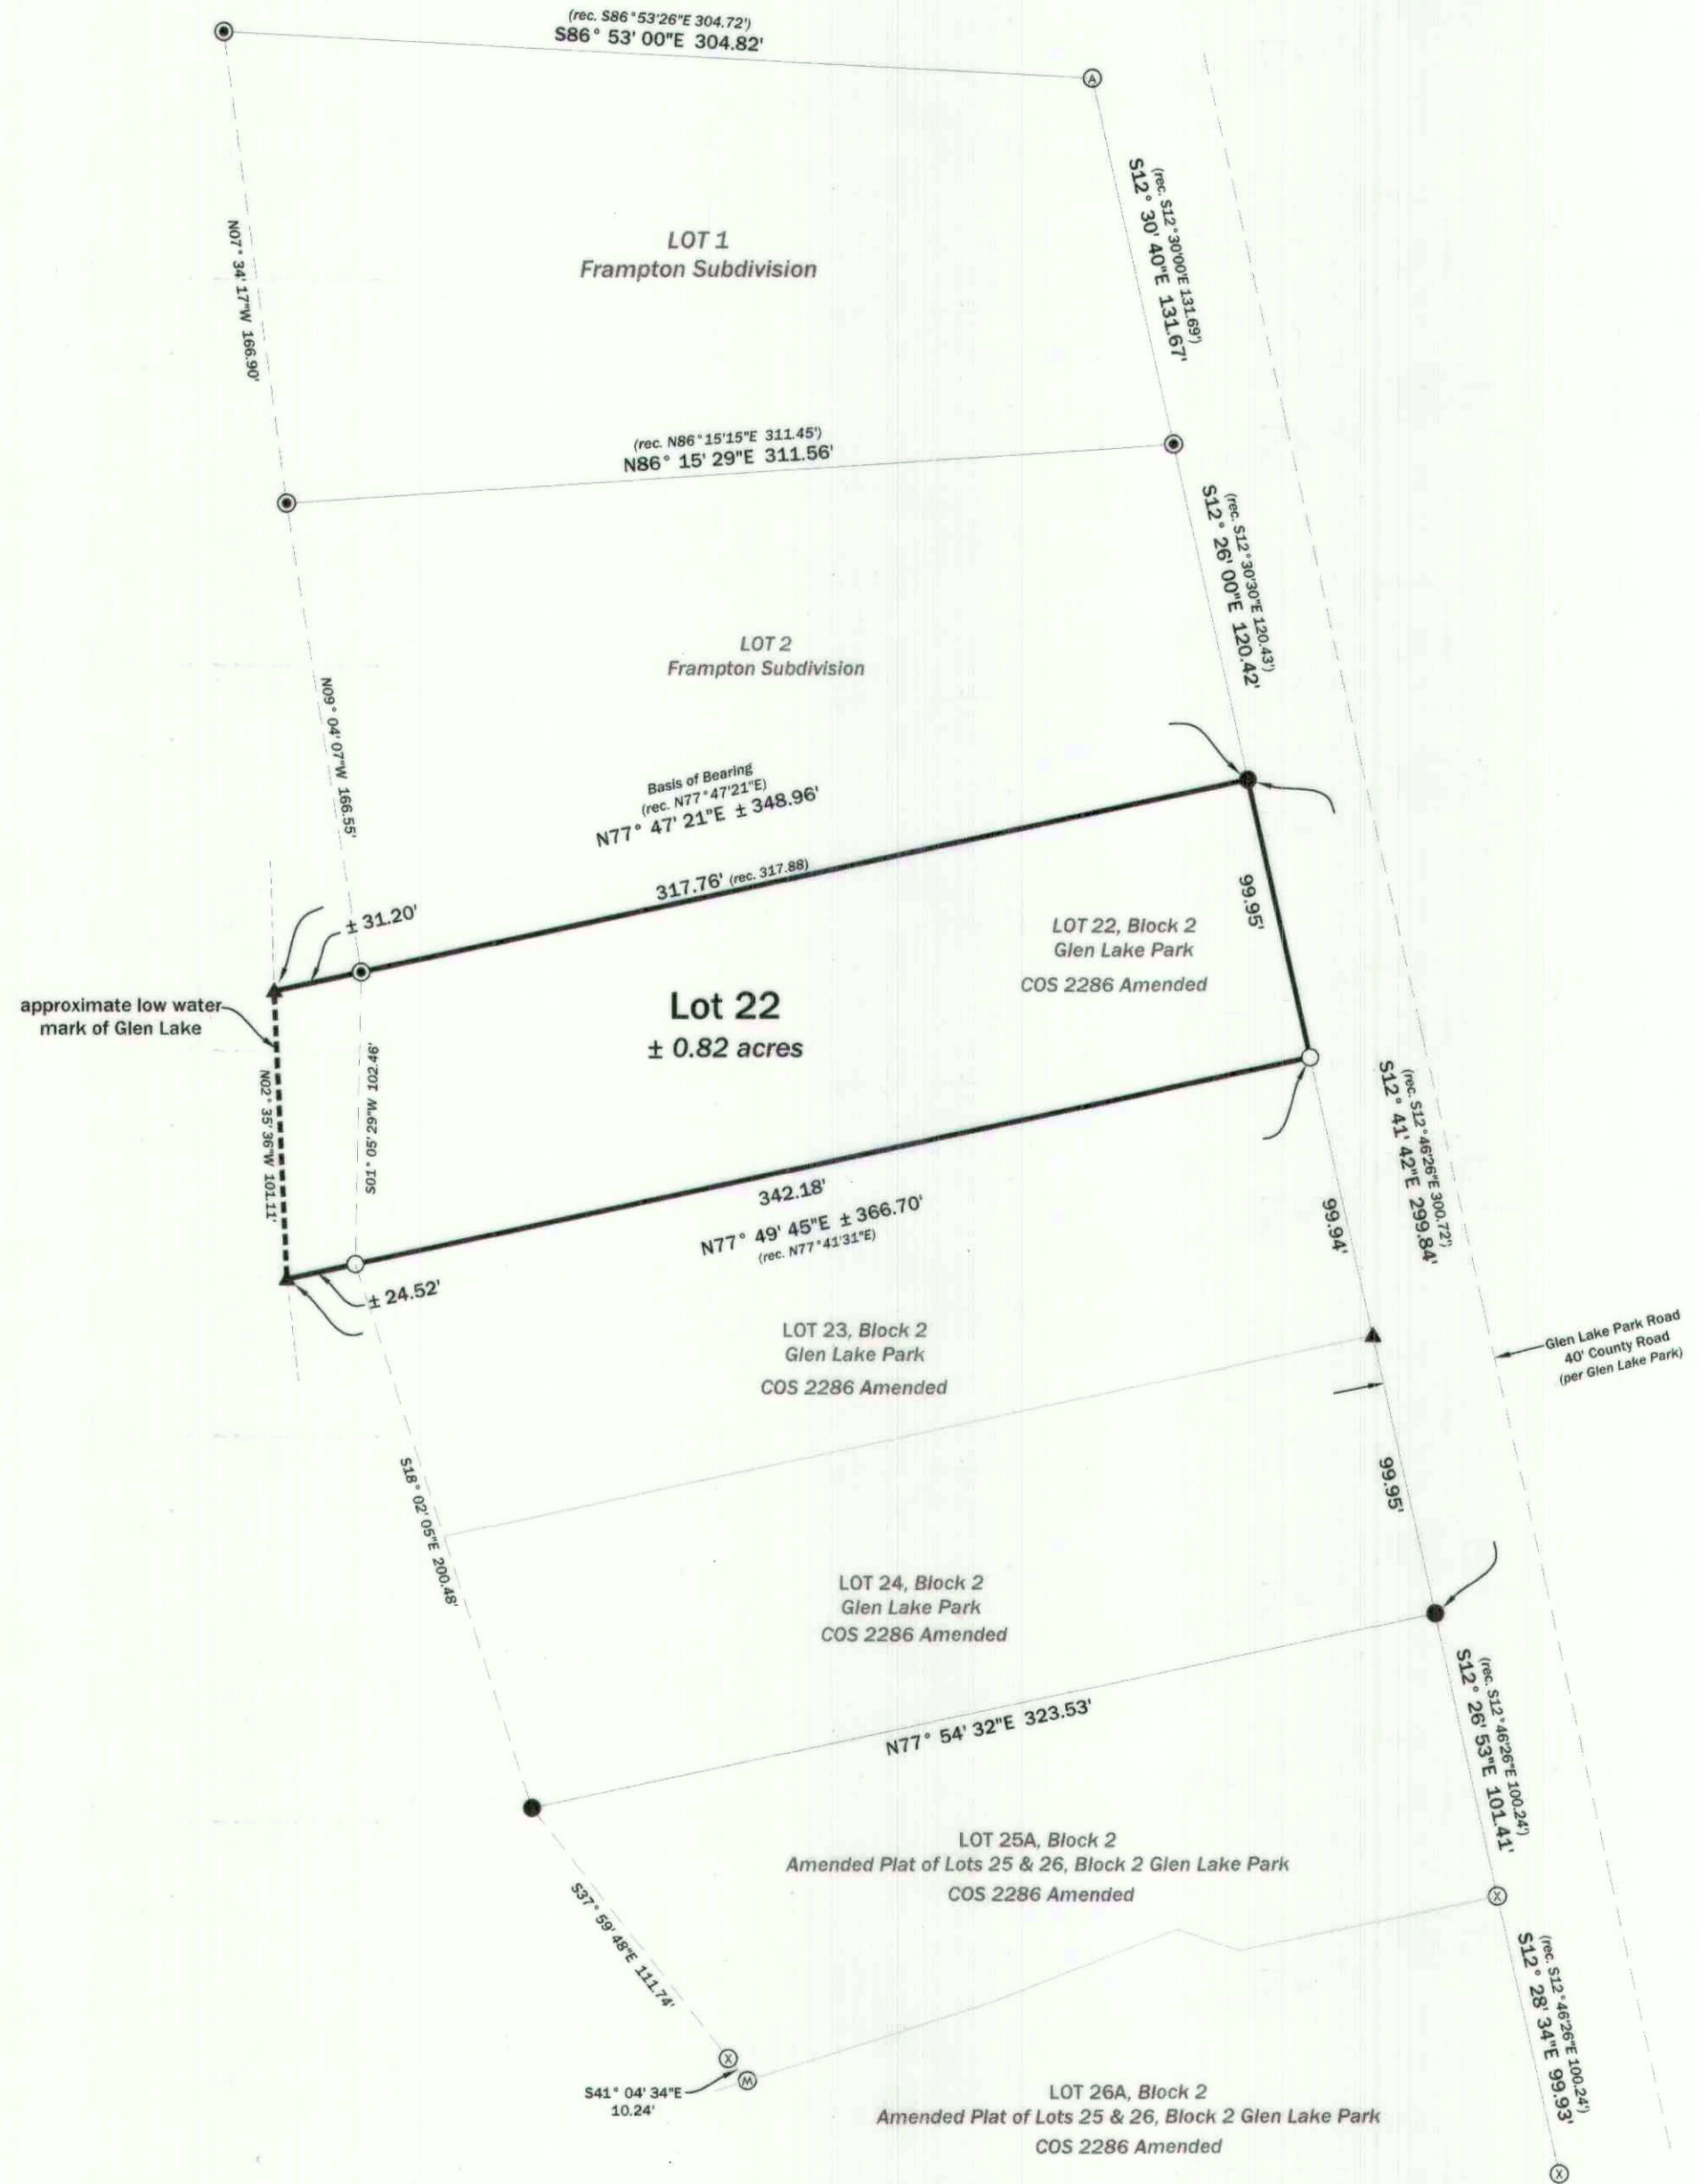 (rec. S86°53'26"E 304.72')
S86° 53' 00"E 304.82'
A
(rec. S12°30'00"E 131.69')
S12° 30' 40"E 131.67'
N07° 34' 17"W 166.90'
LOT 1
Frampton Subdivision
(rec. N86°15'15"E 311.45')
N86° 15' 29"E 311.56'
(rec. S12°30'30"E 120.43')
S12° 26' 00"E 120.42'
LOT 2
Frampton Subdivision
N09° 04' 07"W 166.55'
Basis of Bearing
(rec. N77°47'21"E)
N77° 47' 21"E ± 348.96'
317.76' (rec. 317.88)
± 31.20'
99.95'
LOT 22, Block 2
Glen Lake Park
COS 2286 Amended
approximate low water
mark of Glen Lake
Lot 22
± 0.82 acres
N02° 35' 36"W 101.11'
S01° 05' 29"W 102.46'
(rec. S12°46'26"E 300.72')
S12° 41' 42"E 299.84'
342.18'
N77° 49' 45"E ± 366.70'
(rec. N77°41'31"E)
± 24.52'
99.94'
LOT 23, Block 2
Glen Lake Park
COS 2286 Amended
Glen Lake Park Road
40' County Road
(per Glen Lake Park)
S18° 02' 05"E 200.48'
99.95'
LOT 24, Block 2
Glen Lake Park
COS 2286 Amended
N77° 54' 32"E 323.53'
(rec. S12°46'26"E 100.24')
S12° 26' 53"E 101.41'
LOT 25A, Block 2
Amended Plat of Lots 25 & 26, Block 2 Glen Lake Park
COS 2286 Amended
X
S37° 59' 48"E 111.74'
(rec. S12°46'26"E 100.24')
S12° 28' 34"E 99.93'
X
M
S41° 04' 34"E
10.24'
LOT 26A, Block 2
Amended Plat of Lots 25 & 26, Block 2 Glen Lake Park
COS 2286 Amended
X